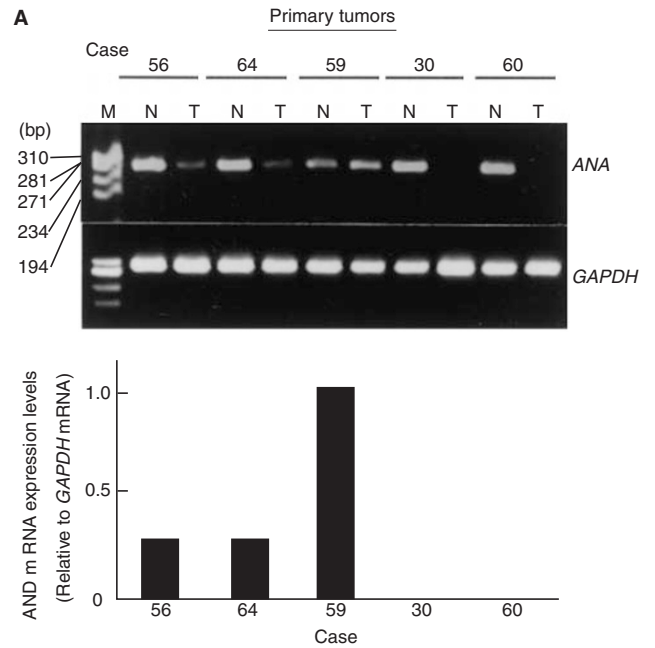 A
Primary tumors
Case
56 64 59 30 60
M N T N T N T N T N T
(bp)
310
281
271
234
194
ANA
GAPDH
AND m RNA expression levels
(Relative to GAPDH mRNA)
1.0
0.5
0
56 64 59 30 60
Case